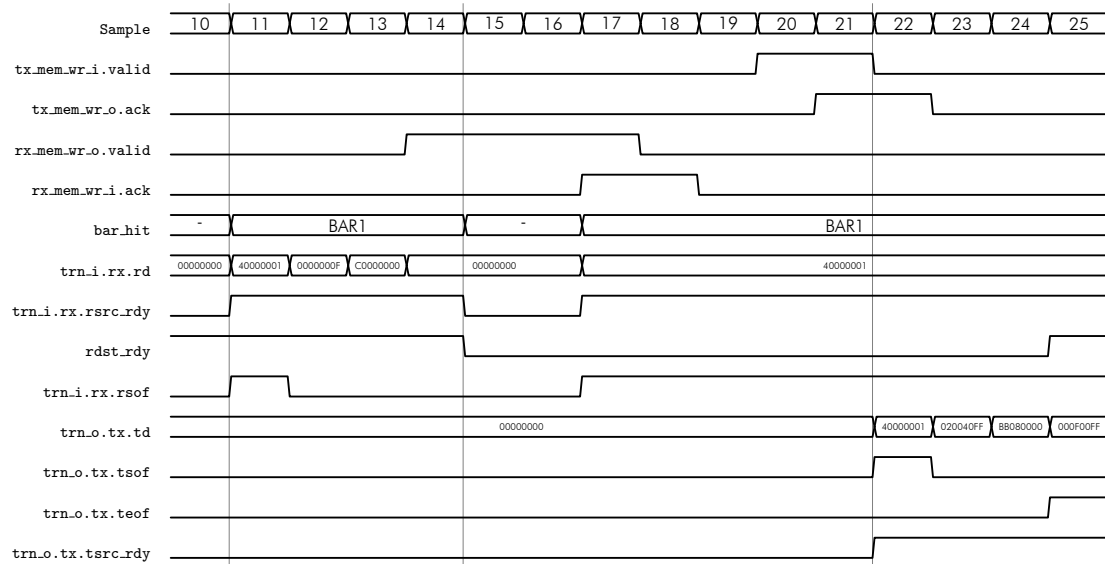 Sample 10 11 12 13 14 15 16 17 18 19 20 21 22 23 24 25
tx_mem_wr_i.valid
tx_mem_wr_o.ack
rx_mem_wr_o.valid
rx_mem_wr_i.ack
bar_hit - BAR1 - BAR1
trn_i.rx.rd 00000000 40000001 0000000F C0000000 00000000 40000001
trn_i.rx.rsrc_rdy
rdst_rdy
trn_i.rx.rsof
trn_o.tx.td 00000000 40000001 020040FF BB080000 000F00FF
trn_o.tx.tsof
trn_o.tx.teof
trn_o.tx.tsrc_rdy